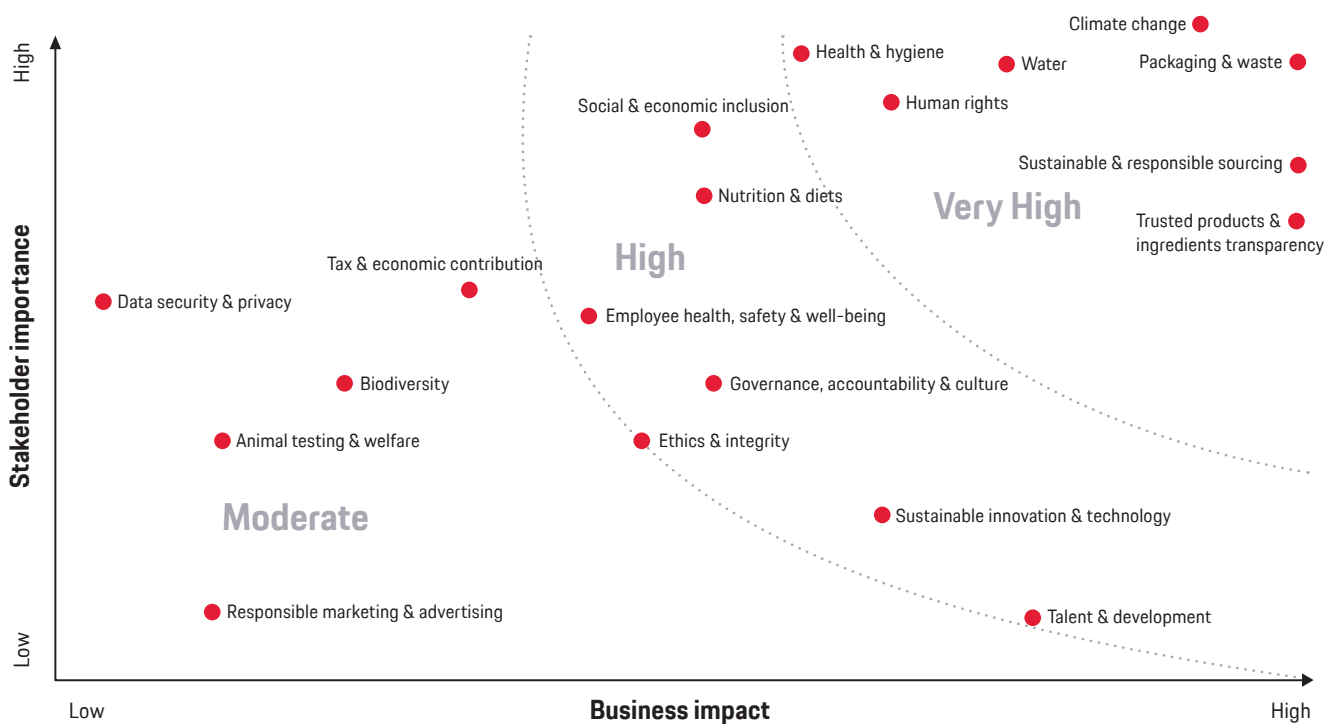 Climate change
High
Health & hygiene
Water
Packaging & waste
Social & economic inclusion
Human rights
Sustainable & responsible sourcing
Nutrition & diets
Very High
Trusted products &
ingredients transparency
High
Tax & economic contribution
Data security & privacy
Employee health, safety & well-being
Stakeholder importance
Biodiversity
Governance, accountability & culture
Animal testing & welfare
Ethics & integrity
Moderate
Sustainable innovation & technology
Responsible marketing & advertising
Talent & development
Low
Low
Business impact
High